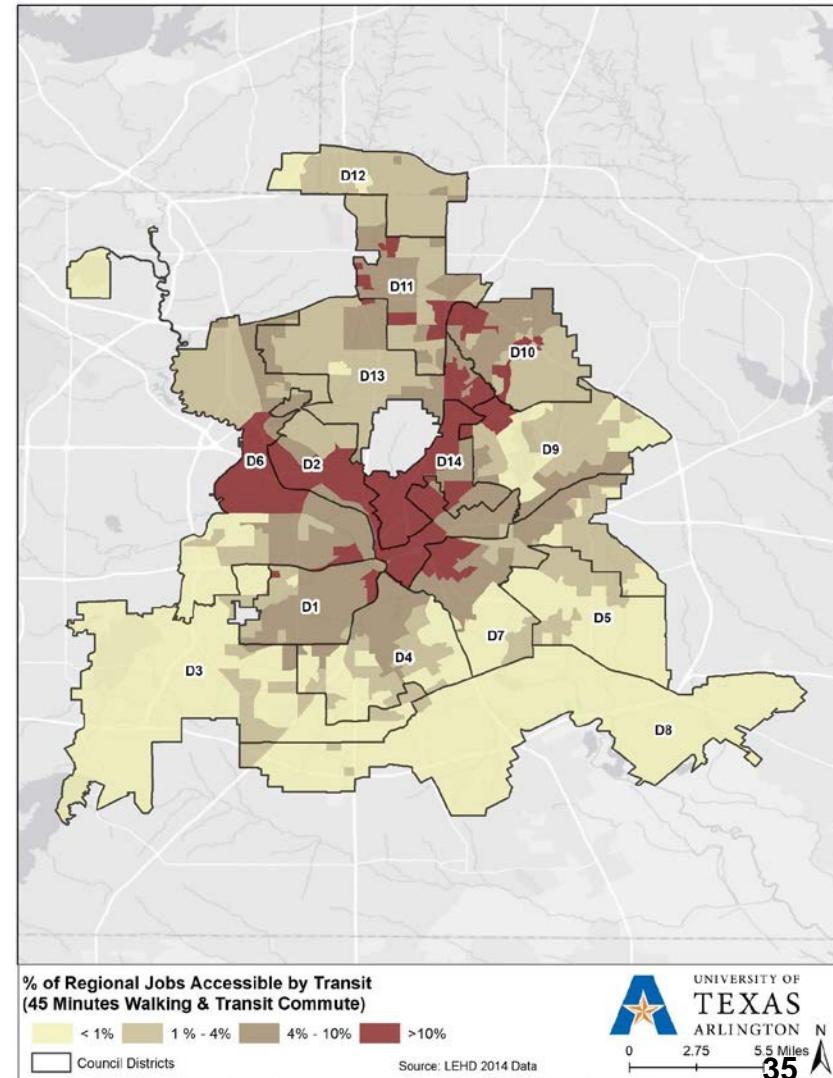 D12
D11
D10
D13
D9
D6
D2
D14
D1
D5
D7
D4
D3
D8
% of Regional Jobs Accessible by Transit
(45 Minutes Walking & Transit Commute)
< 1% 1 % - 4% 4% - 10% >10%
Council Districts
Source: LEHD 2014 Data
UNIVERSITY OF
TEXAS
ARLINGTON
N
0 2.75 5.5 Miles
35